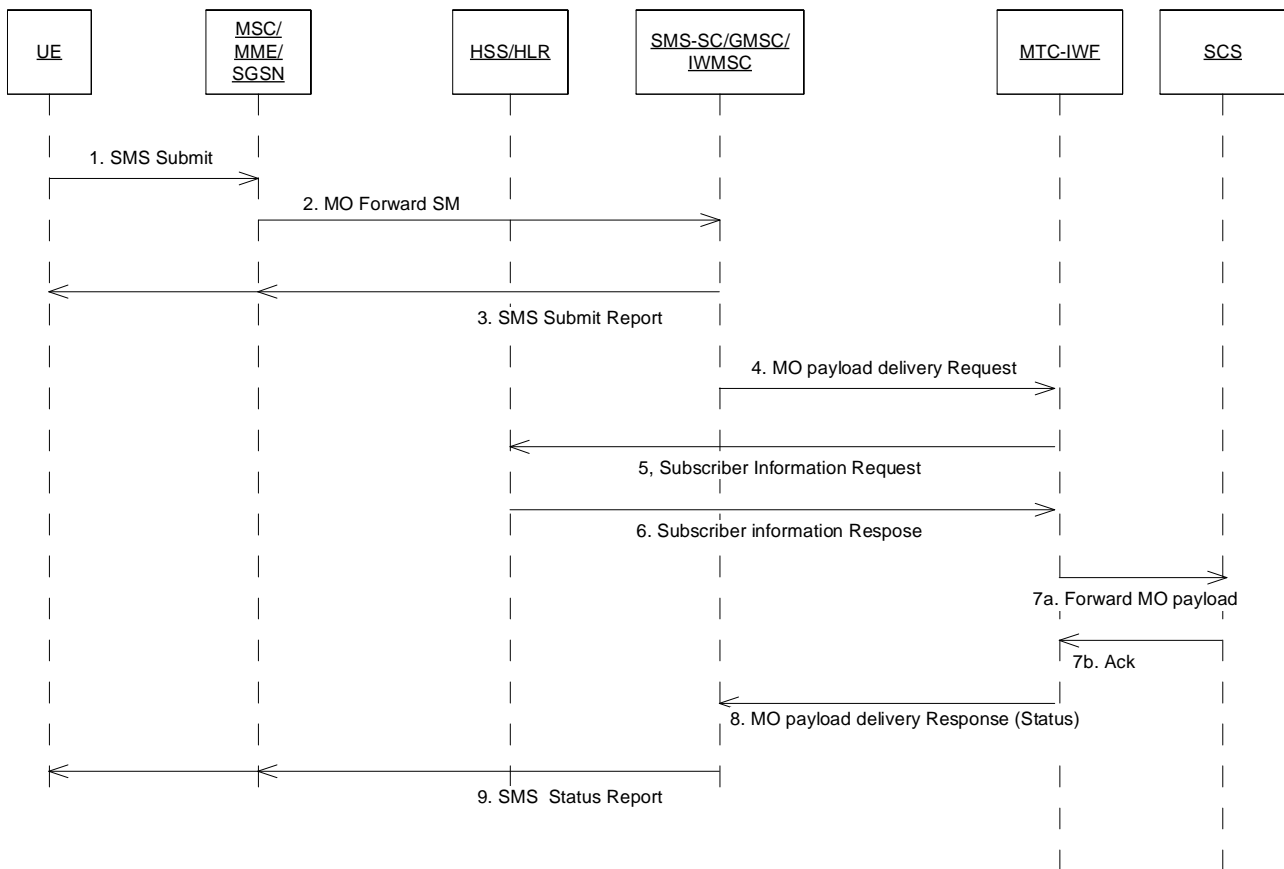 UE
MSC/
MME/
SGSN
HSS/HLR
SMS-SC/GMSC/
IWMSC
MTC-IWF
SCS
1. SMS Submit
2. MO Forward SM
3. SMS Submit Report
4. MO payload delivery Request
5, Subscriber Information Request
6. Subscriber information Respose
7a. Forward MO payload
7b. Ack
8. MO payload delivery Response (Status)
9. SMS  Status Report